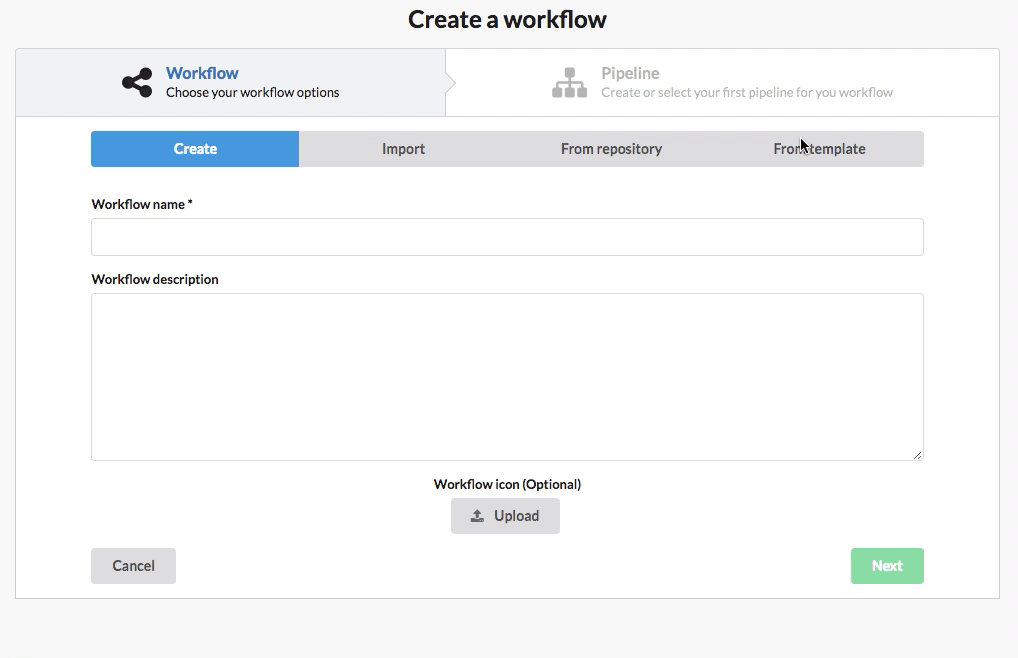 Create a workflow
Workflow
Choose your workflow options
Pipeline
Create or select your first pipeline for you workflow
Create
Import
From repository
From template
Workflow name *
Workflow description
Workflow icon (Optional)
Upload
Cancel
Next